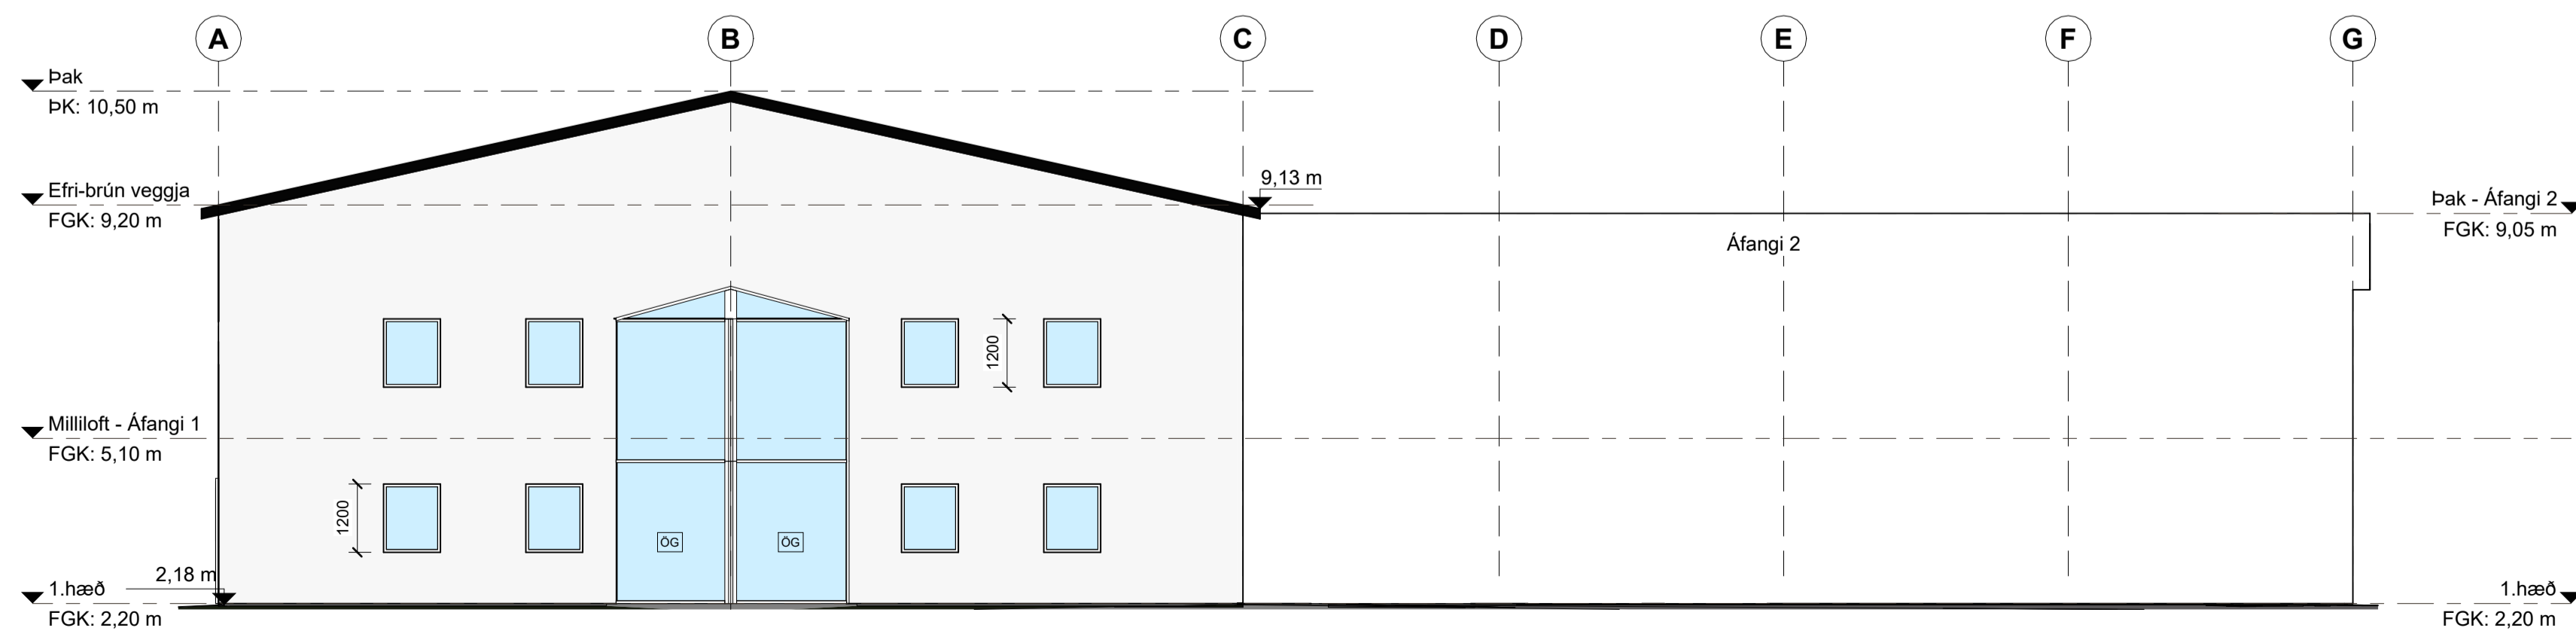 A B C D E F G
Þak
ÞK: 10,50 m
Efri-brún veggja
FGK: 9,20 m
9,13 m
Þak - Áfangi 2
FGK: 9,05 m
Áfangi 2
1200
Milliloft - Áfangi 1
FGK: 5,10 m
1200
ÖG ÖG
2,18 m
1.hæð
FGK: 2,20 m
1.hæð
FGK: 2,20 m